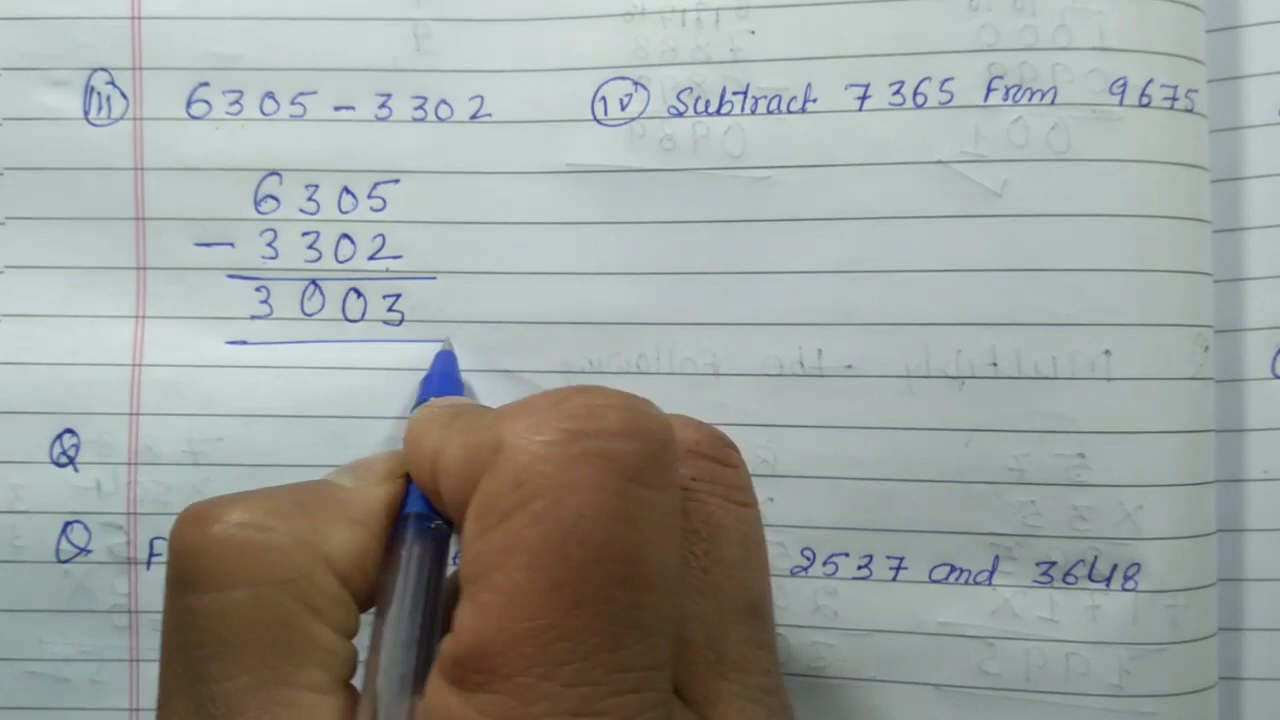 (iii) 6305 - 3302
(iv) Subtract 7365 From 9675
6305
- 3302
3003
Q
Q 2537 and 3648